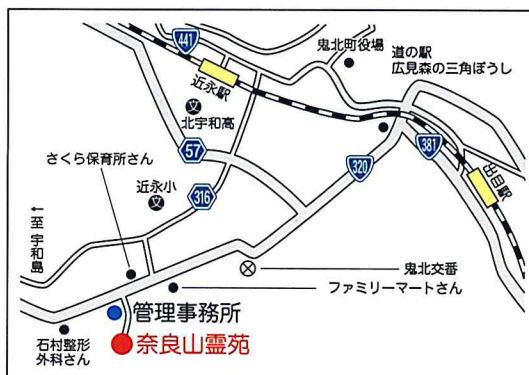 441
鬼北町役場
道の駅
広見森の三角ぼうし
近永駅
文
北宇和高
57
381
320
出目駅
さくら保育所さん
近永小
文
316
←至 宇和島
鬼北交番
ファミリーマートさん
管理事務所
奈良山霊苑
石村整形
外科さん